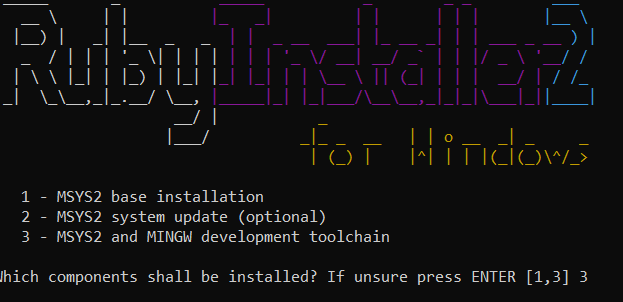 RubyInstaller2
for Windows
1 - MSYS2 base installation
2 - MSYS2 system update (optional)
3 - MSYS2 and MINGW development toolchain
Which components shall be installed? If unsure press ENTER [1,3] 3